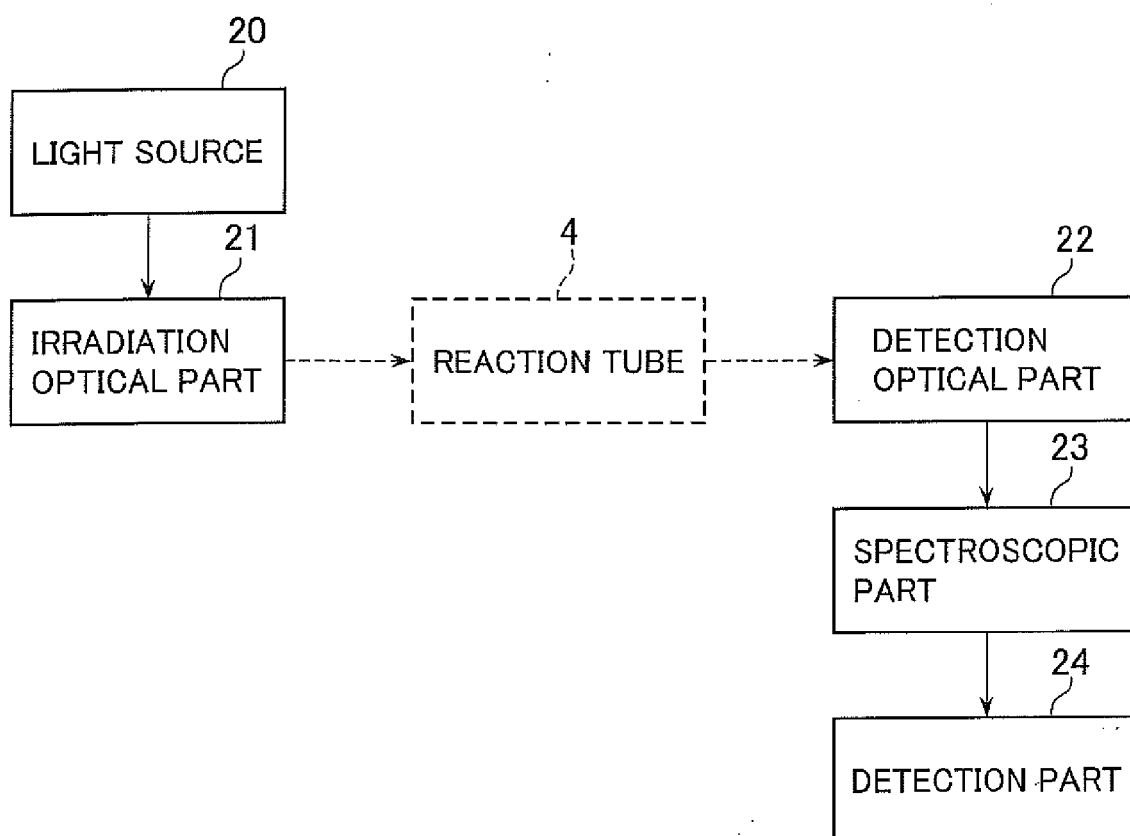 20
LIGHT SOURCE
21
IRRADIATION
OPTICAL PART
4
REACTION TUBE
22
DETECTION
OPTICAL PART
23
SPECTROSCOPIC
PART
24
DETECTION PART